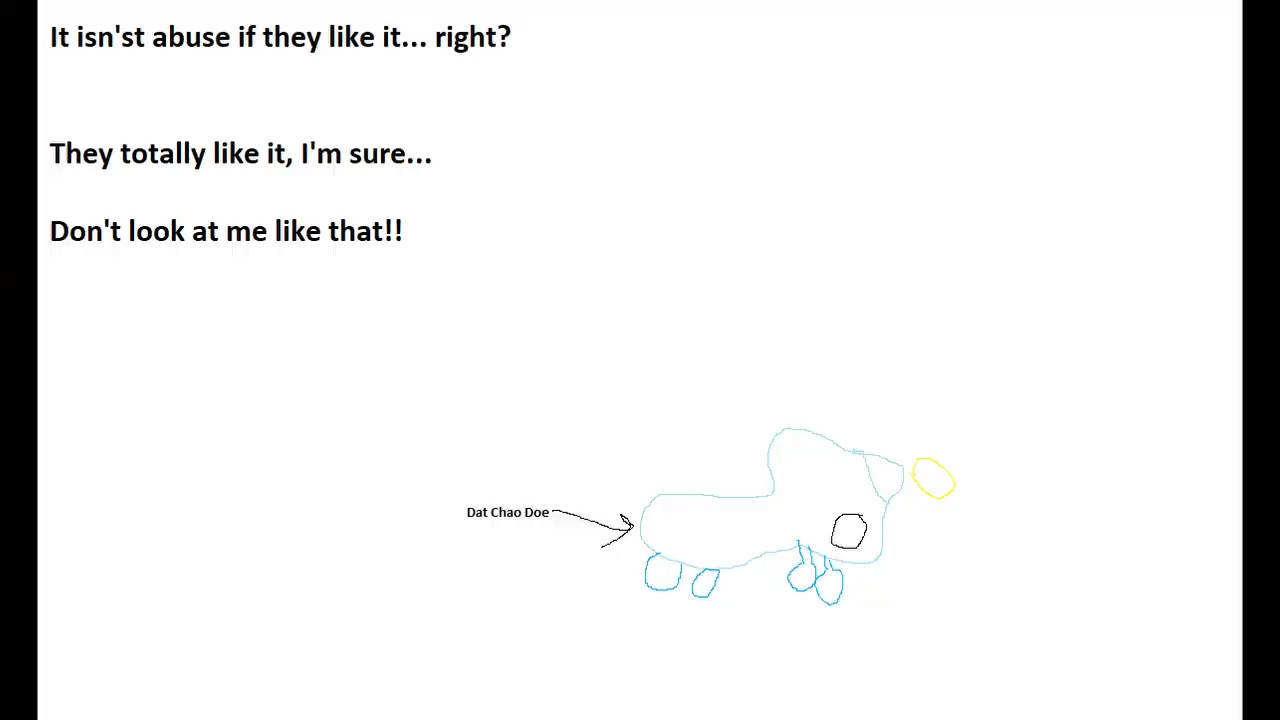 It isn'st abuse if they like it... right?
They totally like it, I'm sure...
Don't look at me like that!!
Dat Chao Doe